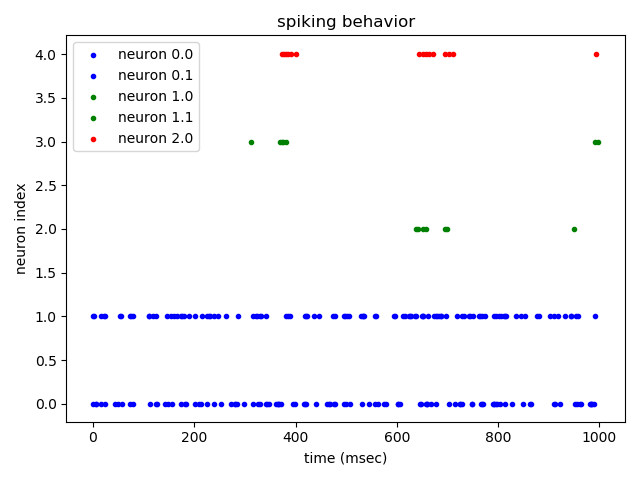 spiking behavior
neuron 0.0
neuron 0.1
neuron 1.0
neuron 1.1
neuron 2.0
4.0
3.5
3.0
2.5
2.0
1.5
1.0
0.5
0.0
neuron index
0 200 400 600 800 1000
time (msec)